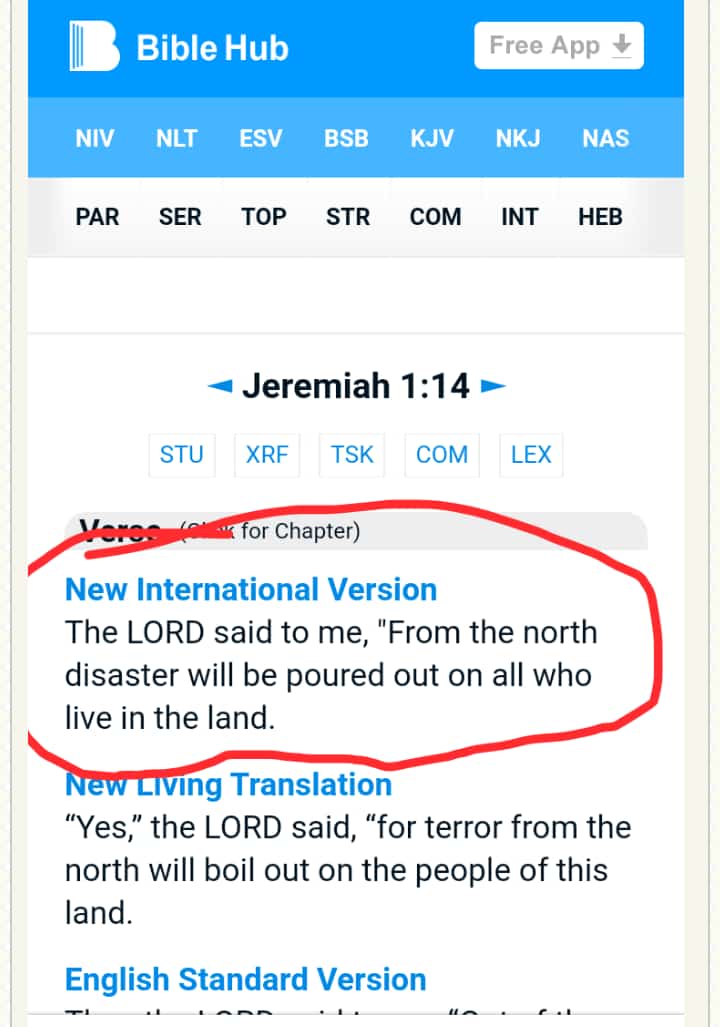 Bible Hub
Free App
NIV NLT ESV BSB KJV NKJ NAS
PAR SER TOP STR COM INT HEB
Jeremiah 1:14
STU XRF TSK COM LEX
Verse (Click for Chapter)
New International Version
The LORD said to me, "From the north
disaster will be poured out on all who
live in the land.
New Living Translation
“Yes,” the LORD said, “for terror from the
north will boil out on the people of this
land.
English Standard Version